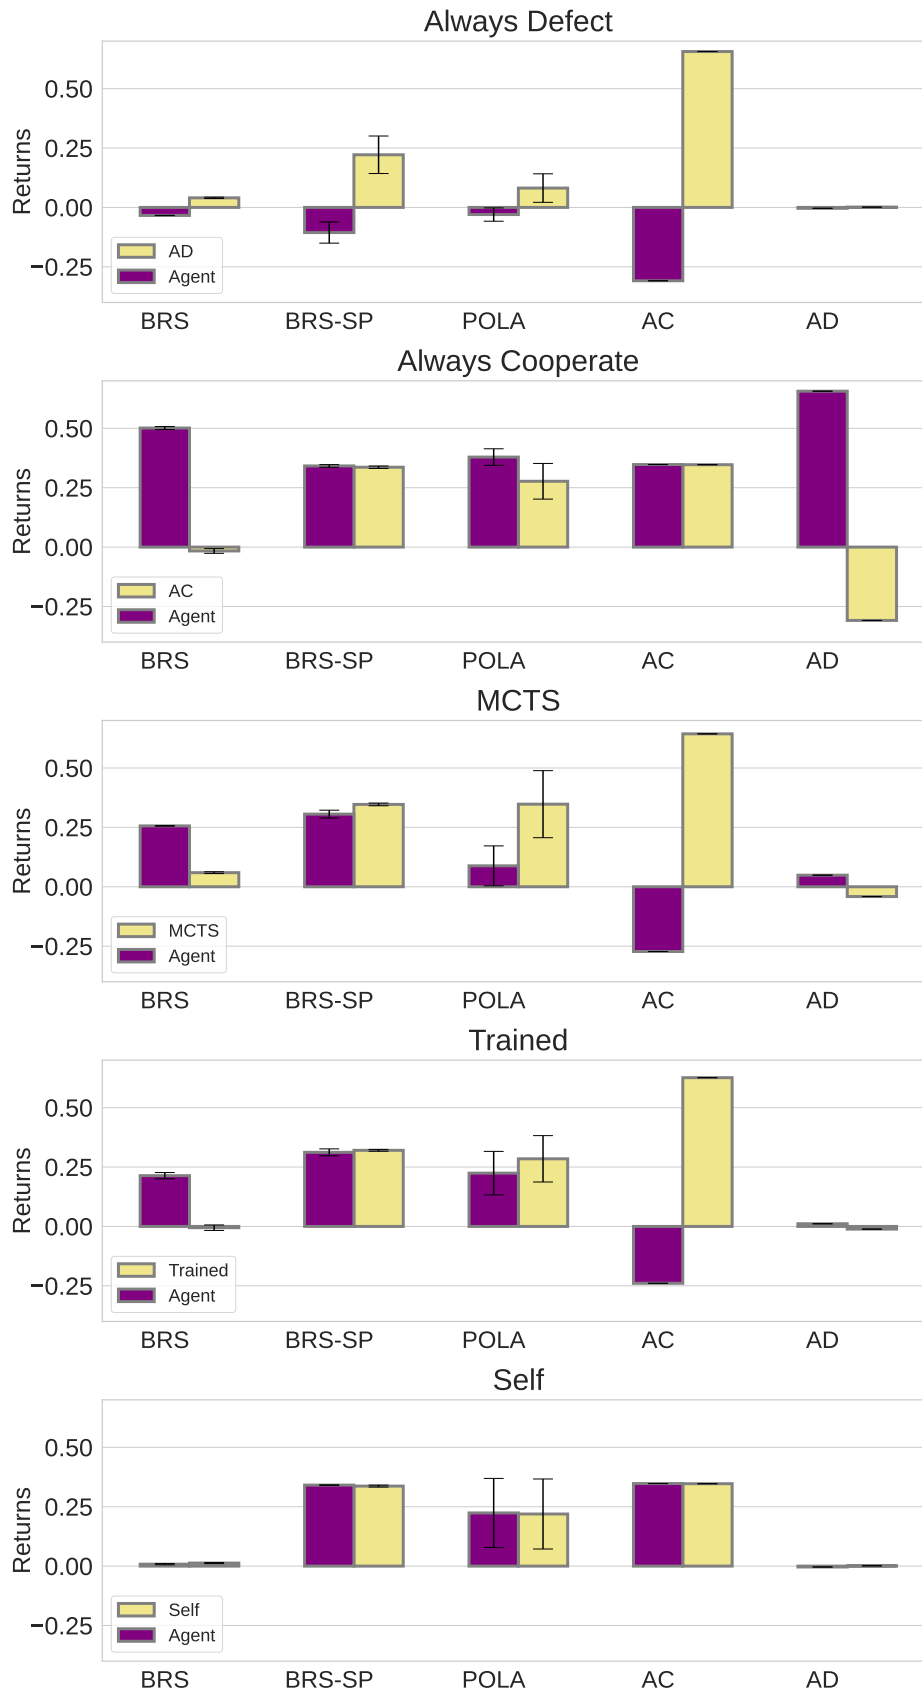 Always Defect
Returns
0.50
0.25
0.00
−0.25
AD
Agent
BRS BRS-SP POLA AC AD
Always Cooperate
Returns
0.50
0.25
0.00
−0.25
AC
Agent
BRS BRS-SP POLA AC AD
MCTS
Returns
0.50
0.25
0.00
−0.25
MCTS
Agent
BRS BRS-SP POLA AC AD
Trained
Returns
0.50
0.25
0.00
−0.25
Trained
Agent
BRS BRS-SP POLA AC AD
Self
Returns
0.50
0.25
0.00
−0.25
Self
Agent
BRS BRS-SP POLA AC AD